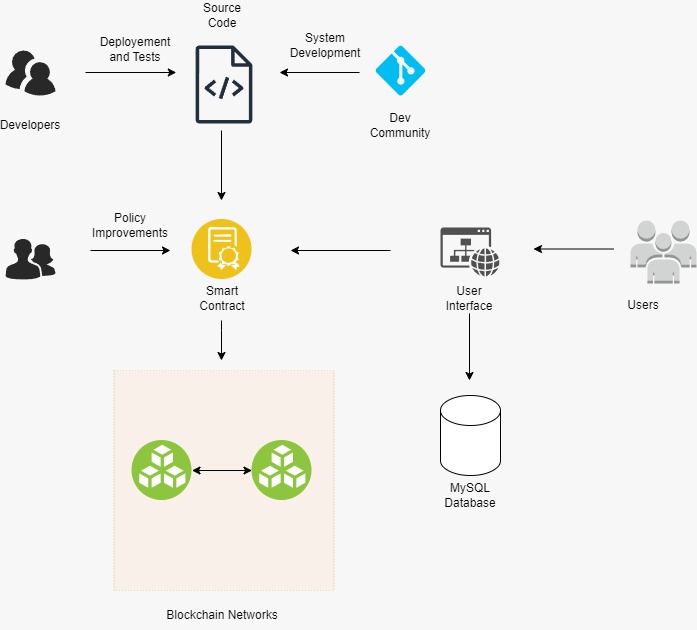 Source
Code
Deployement
and Tests
System
Development
</>
Developers
Dev
Community
Policy
Improvements
Smart
Contract
User
Interface
Users
MySQL
Database
Blockchain Networks